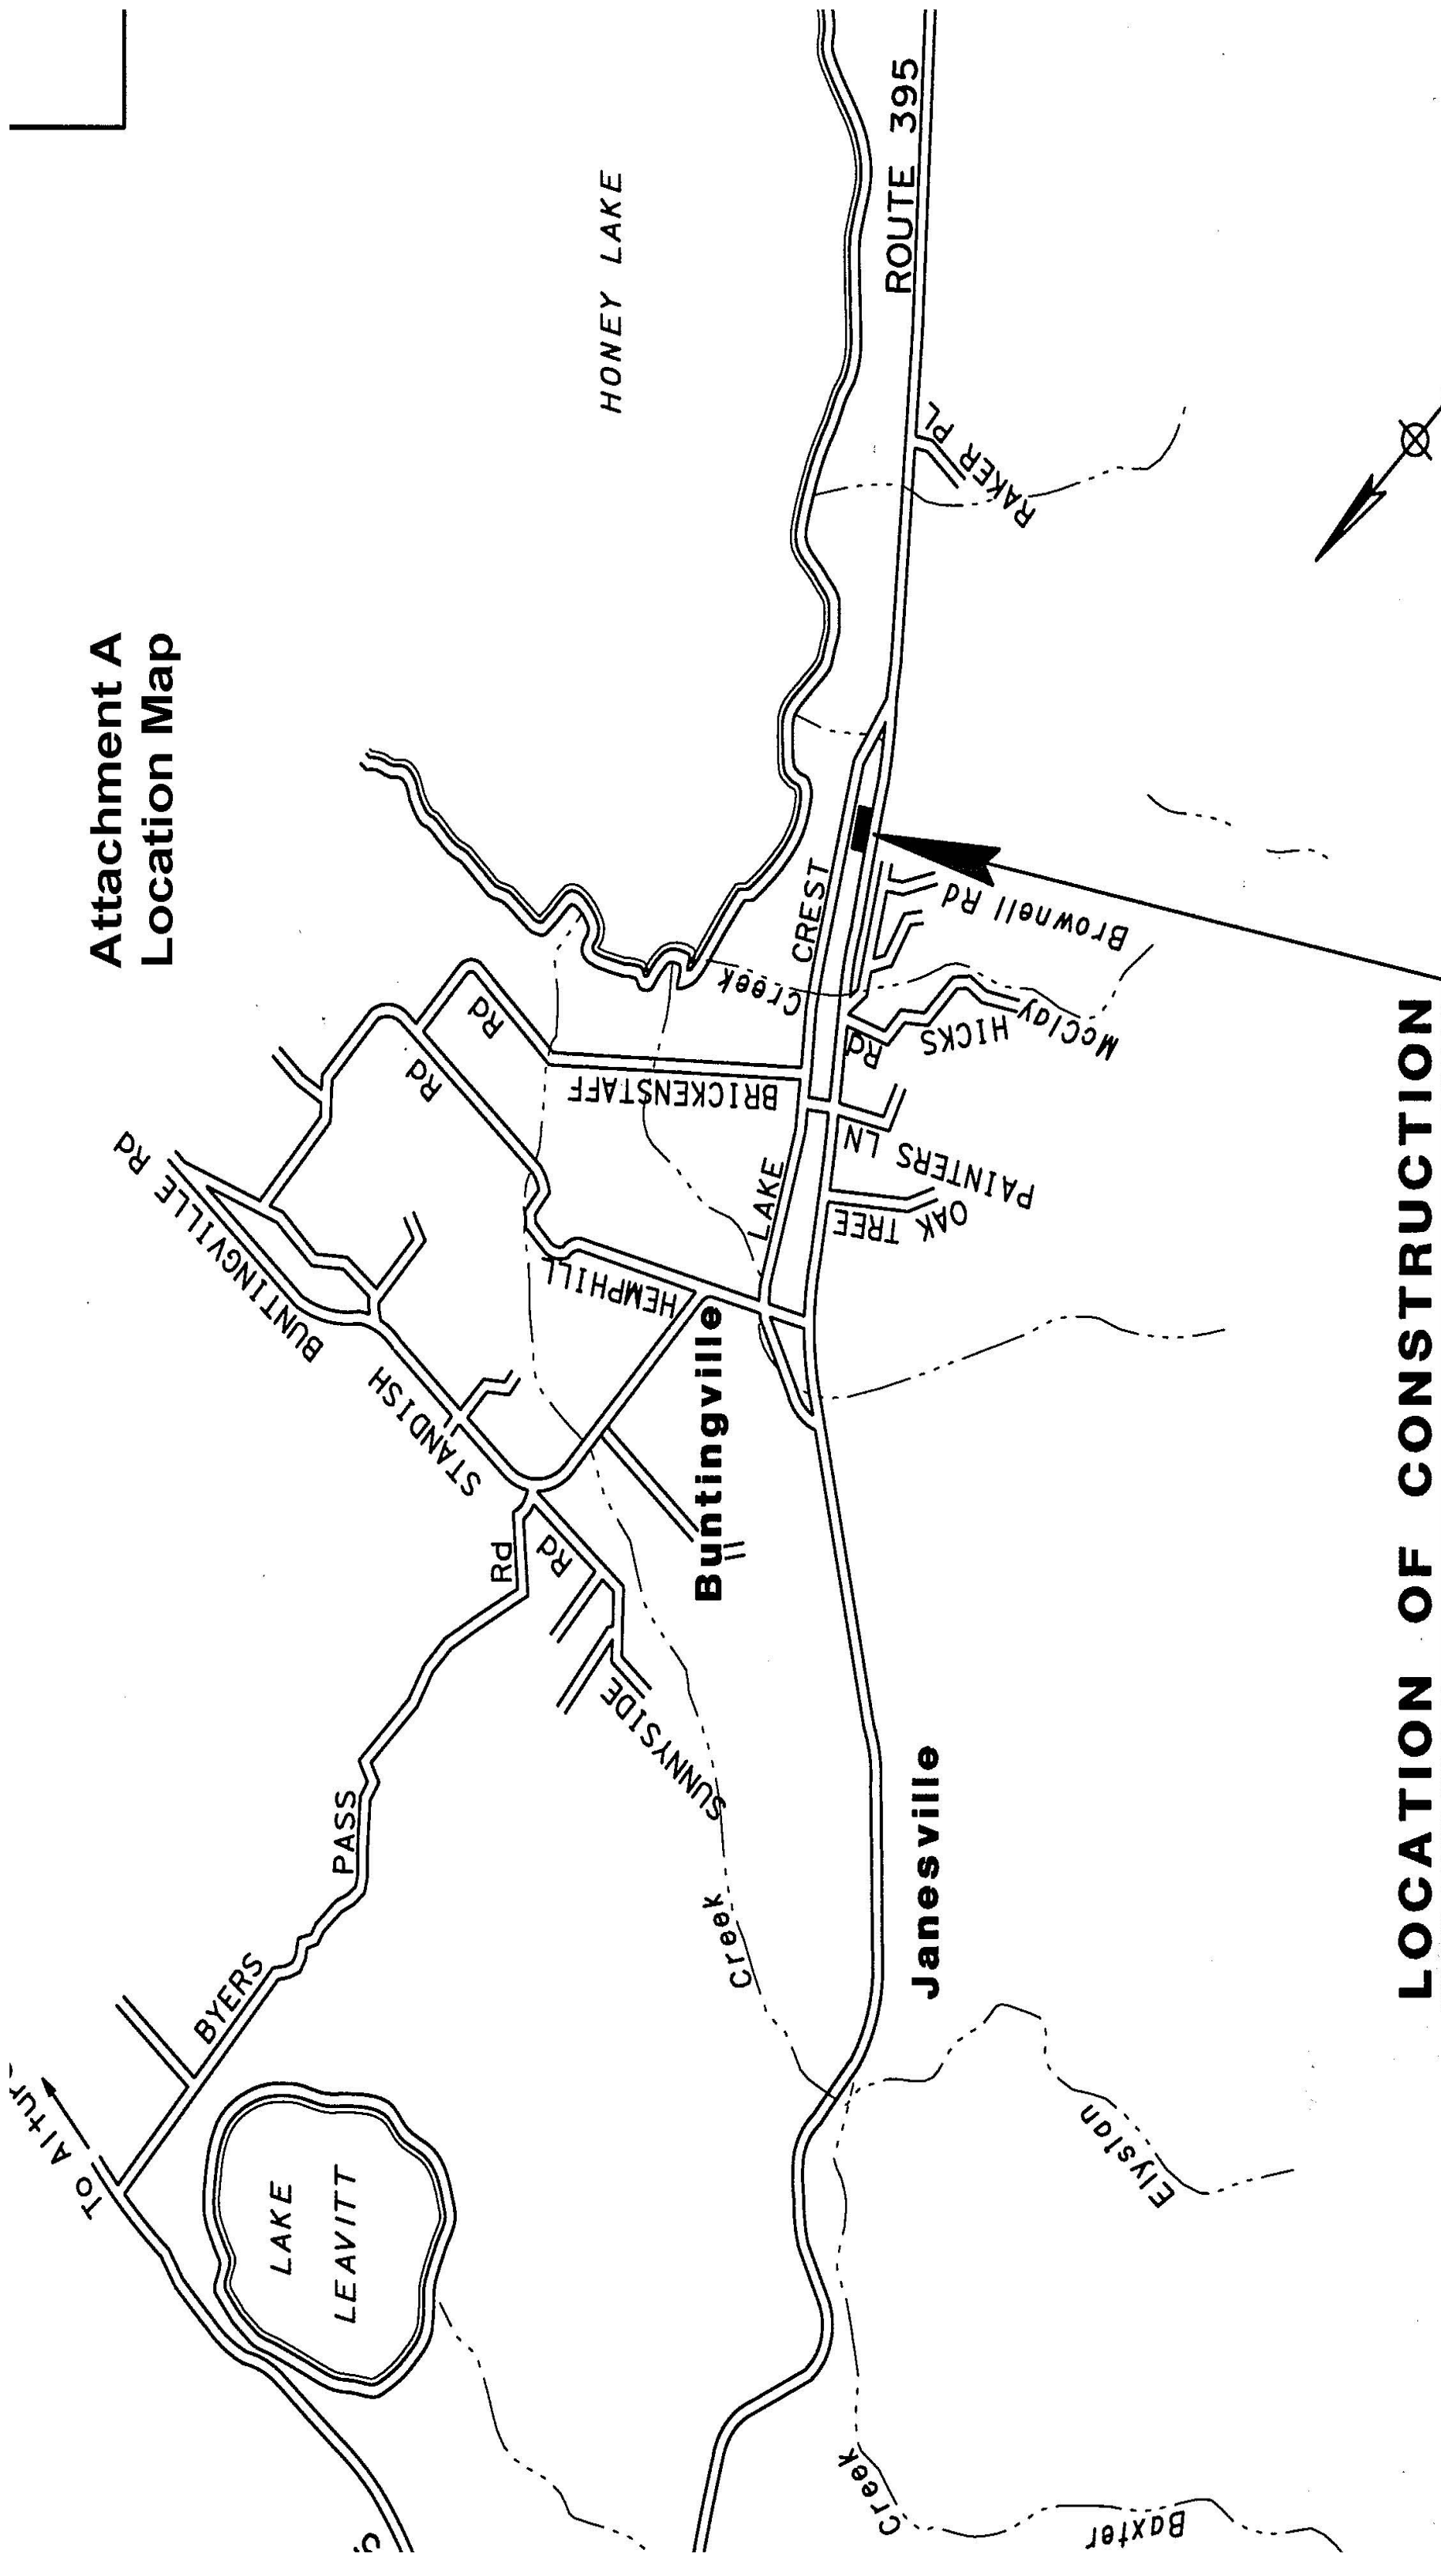 Attachment A
Location Map
HONEY LAKE
ROUTE 395
RAKER PL
CREST
LAKE
Brownell Rd
McClay
Creek
HICKS
Rd
BRICKENSTAFF
Rd
PAINTERS LN
OAK
TREE
HEMPHILL
Rd
BUNTINGVILLE Rd
STANDISH
Buntingville
Rd
SUNNYSIDE
BYERS
PASS
Rd
To Altur
LAKE
LEAVITT
Janesville
Creek
Elysian
Creek
Baxter
LOCATION OF CONSTRUCTION